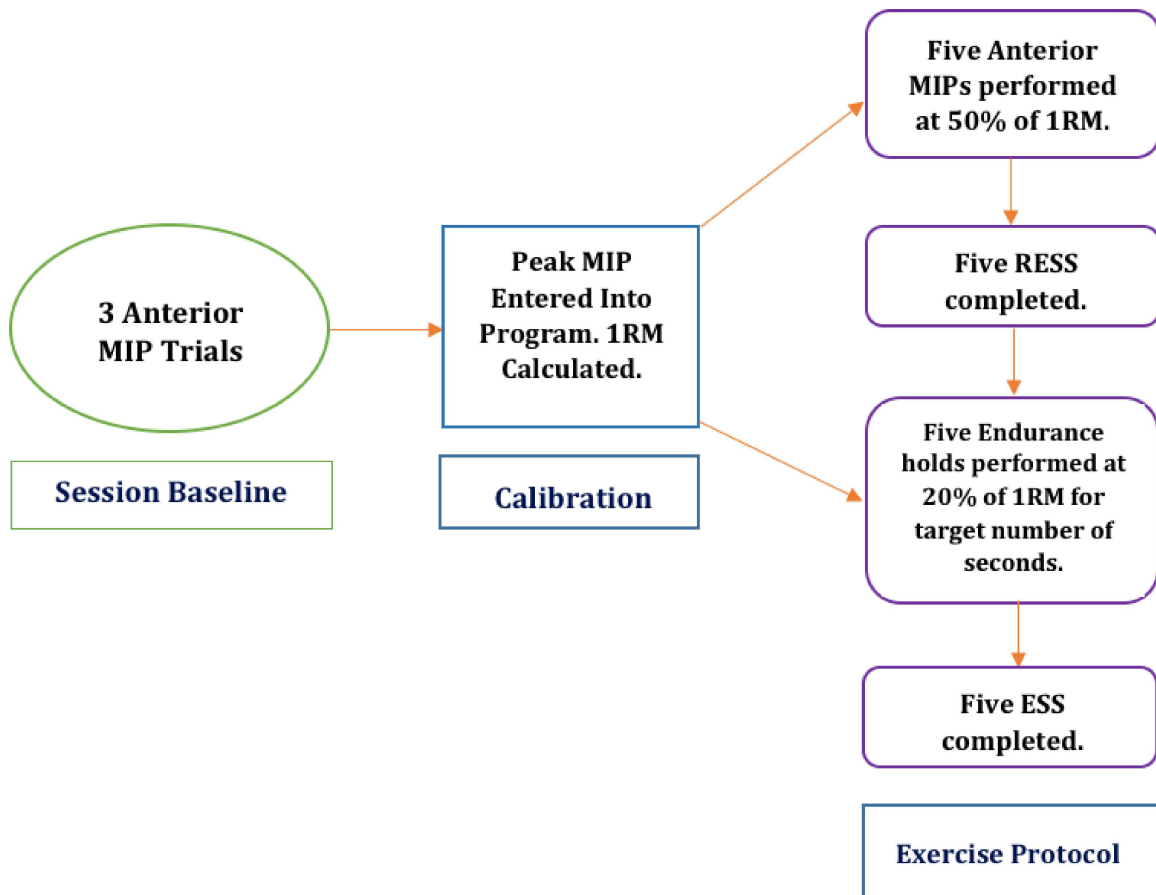 3 Anterior
MIP Trials
Session Baseline
Peak MIP
Entered Into
Program. 1RM
Calculated.
Calibration
Five Anterior
MIPs performed
at 50% of 1RM.
Five RESS
completed.
Five Endurance
holds performed at
20% of 1RM for
target number of
seconds.
Five ESS
completed.
Exercise Protocol